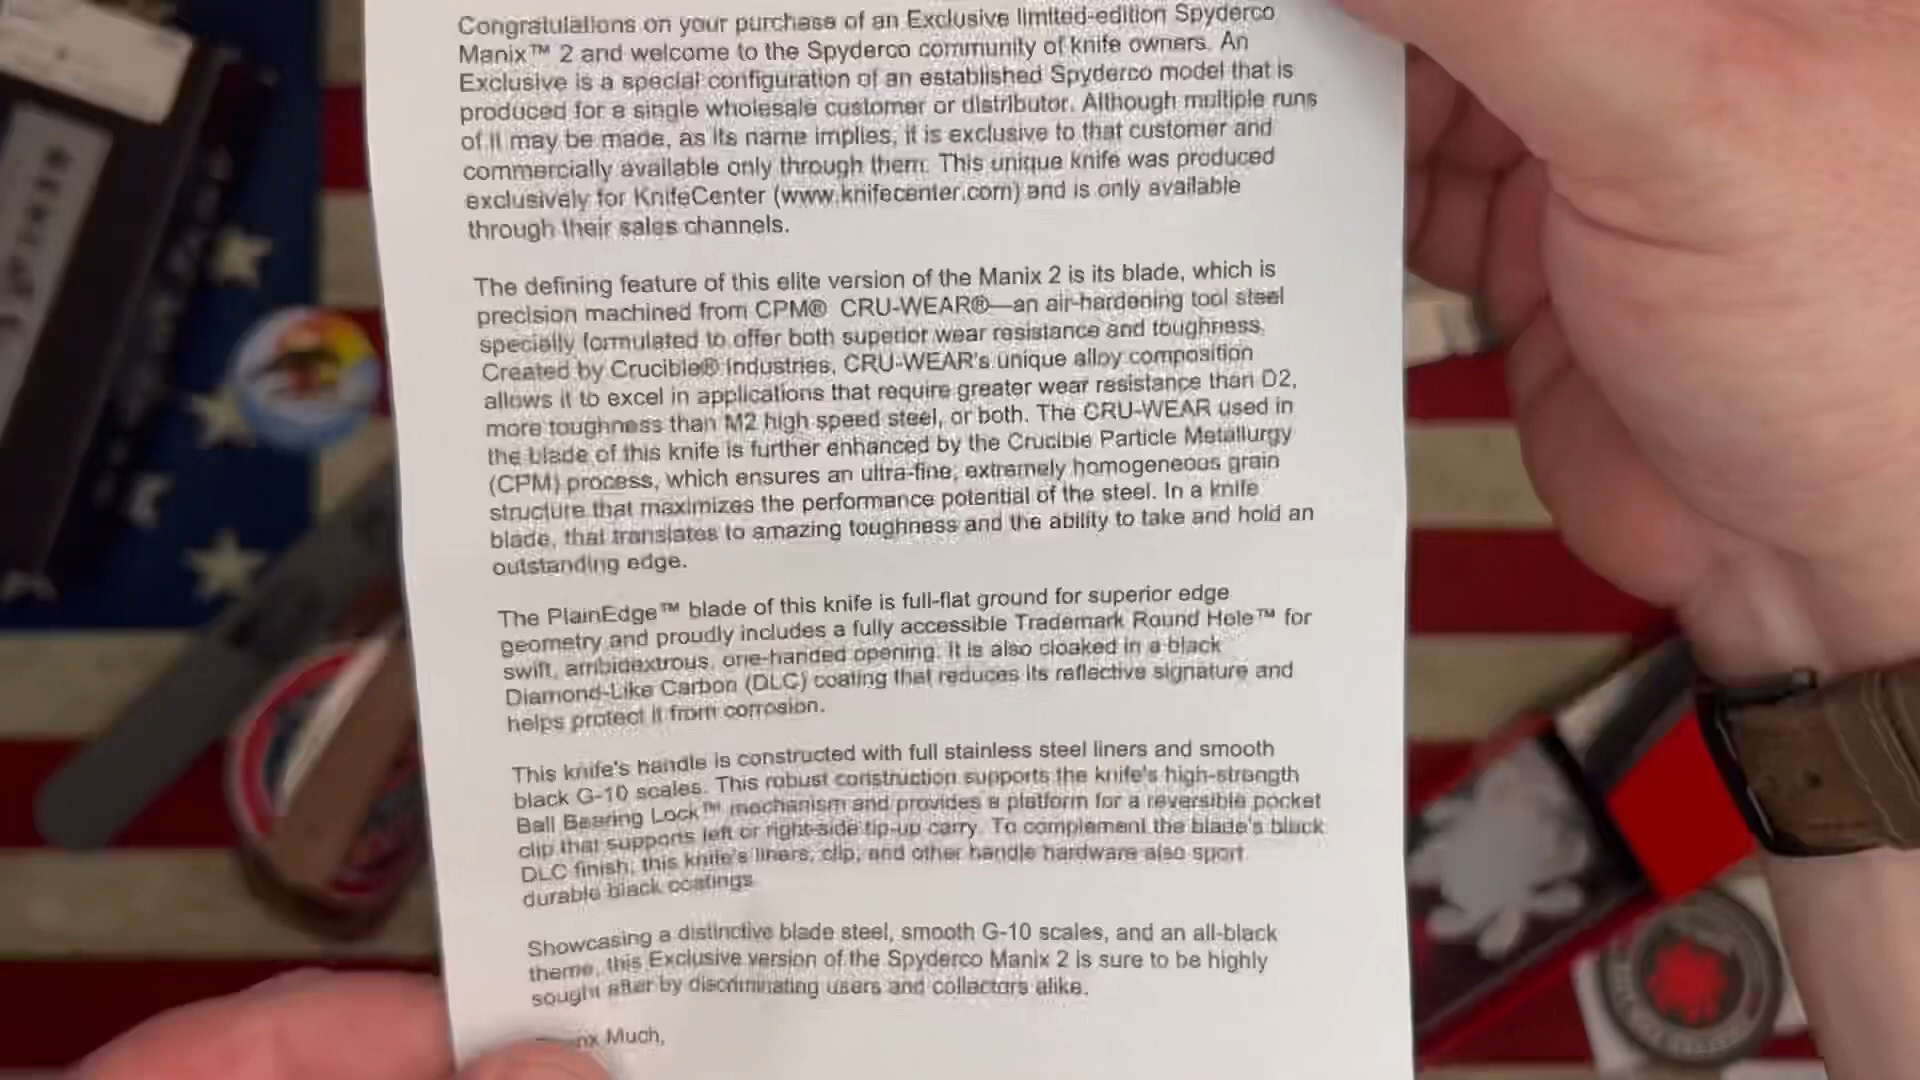 Congratulations on your purchase of an Exclusive limited-edition Spyderco
Manix™ 2 and welcome to the Spyderco community of knife owners. An
Exclusive is a special configuration of an established Spyderco model that is
produced for a single wholesale customer or distributor. Although multiple runs
of it may be made, as its name implies, it is exclusive to that customer and
commercially available only through them. This unique knife was produced
exclusively for KnifeCenter (www.knifecenter.com) and is only available
through their sales channels.
The defining feature of this elite version of the Manix 2 is its blade, which is
precision machined from CPM® CRU-WEAR®—an air-hardening tool steel
specially formulated to offer both superior wear resistance and toughness.
Created by Crucible® Industries, CRU-WEAR's unique alloy composition
allows it to excel in applications that require greater wear resistance than D2,
more toughness than M2 high speed steel, or both. The CRU-WEAR used in
the blade of this knife is further enhanced by the Crucible Particle Metallurgy
(CPM) process, which ensures an ultra-fine, extremely homogeneous grain
structure that maximizes the performance potential of the steel. In a knife
blade, that translates to amazing toughness and the ability to take and hold an
outstanding edge.
The PlainEdge™ blade of this knife is full-flat ground for superior edge
geometry and proudly includes a fully accessible Trademark Round Hole™ for
swift, ambidextrous, one-handed opening. It is also cloaked in a black
Diamond-Like Carbon (DLC) coating that reduces its reflective signature and
helps protect it from corrosion.
This knife's handle is constructed with full stainless steel liners and smooth
black G-10 scales. This robust construction supports the knife's high-strength
Ball Bearing Lock™ mechanism and provides a platform for a reversible pocket
clip that supports left or right-side tip-up carry. To complement the blade's black
DLC finish, this knife's liners, clip, and other handle hardware also sport
durable black coatings.
Showcasing a distinctive blade steel, smooth G-10 scales, and an all-black
theme, this Exclusive version of the Spyderco Manix 2 is sure to be highly
sought after by discriminating users and collectors alike.
Much,